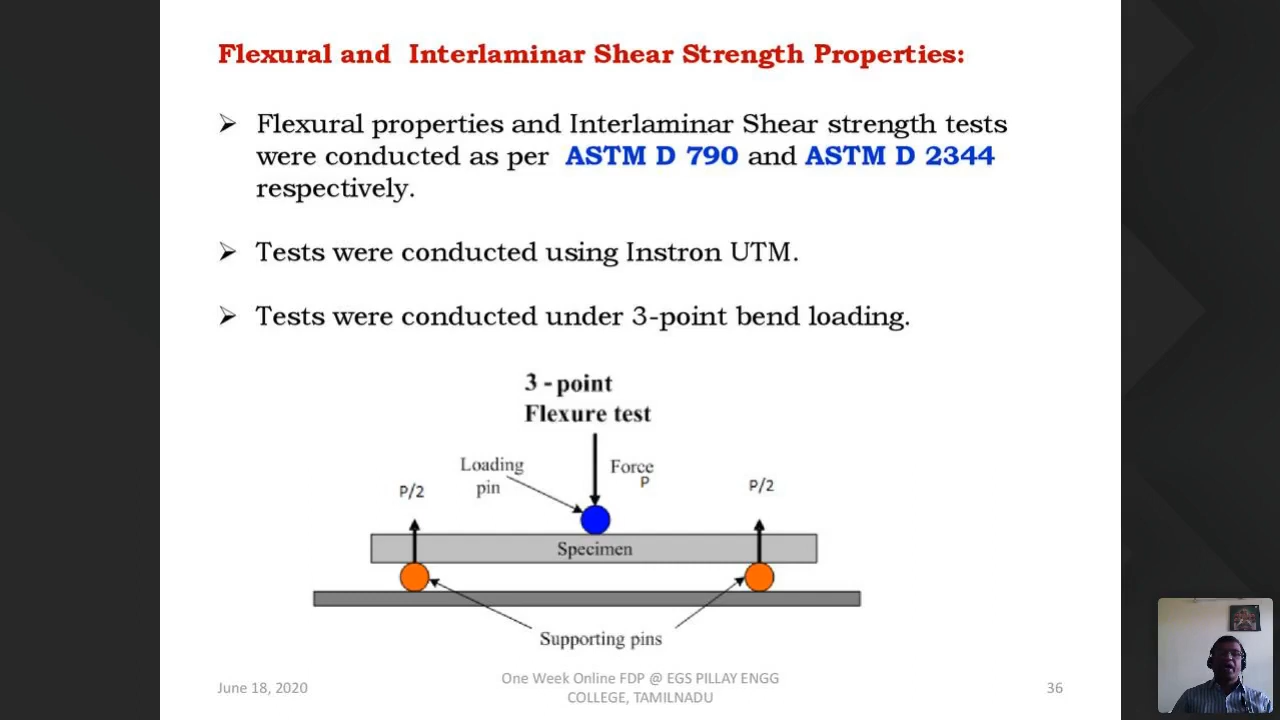 Flexural and Interlaminar Shear Strength Properties:
Flexural properties and Interlaminar Shear strength tests
were conducted as per ASTM D 790 and ASTM D 2344
respectively.
Tests were conducted using Instron UTM.
Tests were conducted under 3-point bend loading.
3 - point
Flexure test
Loading
pin
Force
P
P/2
P/2
Specimen
Supporting pins
June 18, 2020
One Week Online FDP @ EGS PILLAY ENGG
COLLEGE, TAMILNADU
36